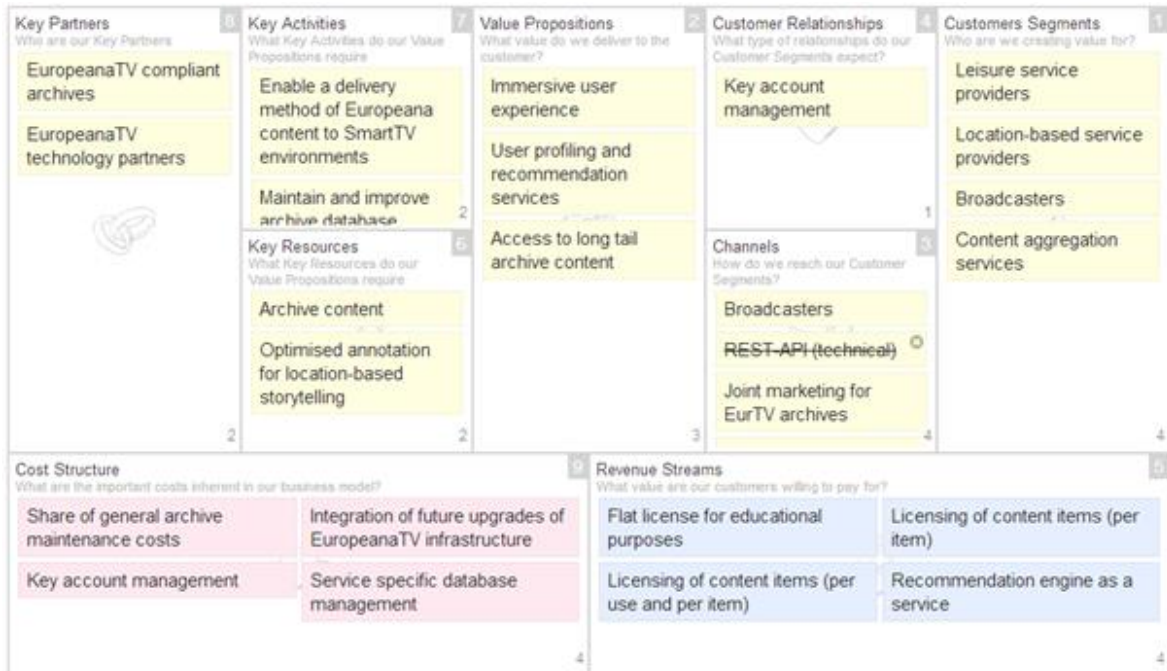 Key Partners
8
Who are our Key Partners
EuropeanaTV compliant
archives
EuropeanaTV
technology partners
2
Key Activities
7
What Key Activities do our Value
Propositions require
Enable a delivery
method of Europeana
content to SmartTV
environments
Maintain and improve
archive database
2
Key Resources
6
What Key Resources do our
Value Propositions require
Archive content
Optimised annotation
for location-based
storytelling
2
Value Propositions
2
What value do we deliver to the
customer?
Immersive user
experience
User profiling and
recommendation
services
Access to long tail
archive content
3
Customer Relationships
4
What type of relationships do our
Customer Segments expect?
Key account
management
1
Channels
3
How do we reach our Customer
Segments?
Broadcasters
REST-API (technical)
Joint marketing for
EurTV archives
4
Customers Segments
1
Who are we creating value for?
Leisure service
providers
Location-based service
providers
Broadcasters
Content aggregation
services
4
Cost Structure
9
What are the important costs inherent in our business model?
Share of general archive
maintenance costs
Integration of future upgrades of
EuropeanaTV infrastructure
Key account management
Service specific database
management
4
Revenue Streams
5
What value are our customers willing to pay for?
Flat license for educational
purposes
Licensing of content items (per
item)
Licensing of content items (per
use and per item)
Recommendation engine as a
service
4